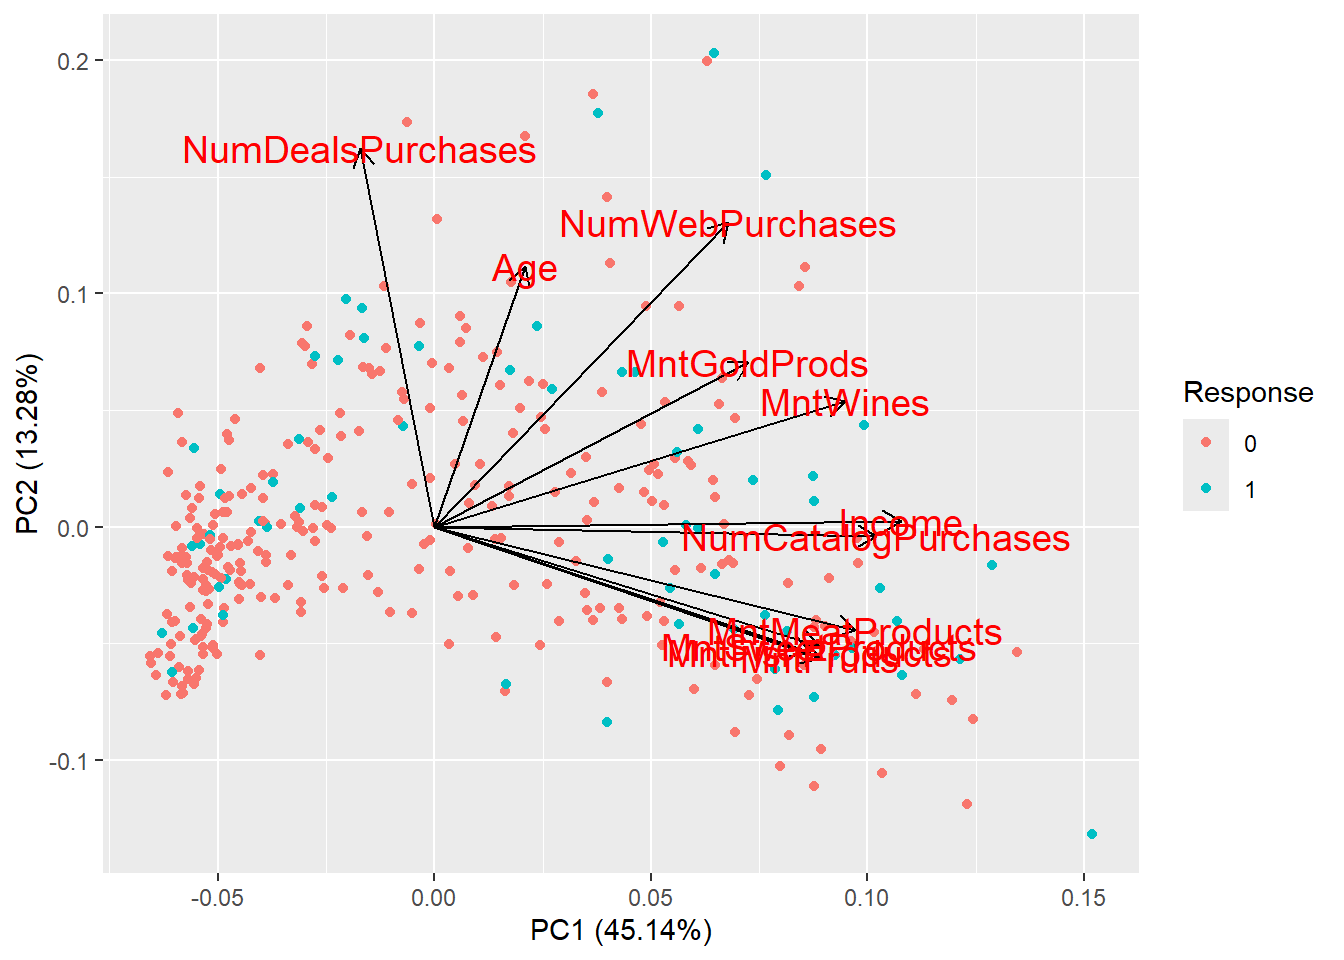 0.2
0.1
0.0
-0.1
PC2 (13.28%)
NumDealsPurchases
NumWebPurchases
Age
MntGoldProds
MntWines
Income
NumCatalogPurchases
MntMeatProducts
MntFruits
-0.05
0.00
0.05
0.10
0.15
PC1 (45.14%)
Response
0
1